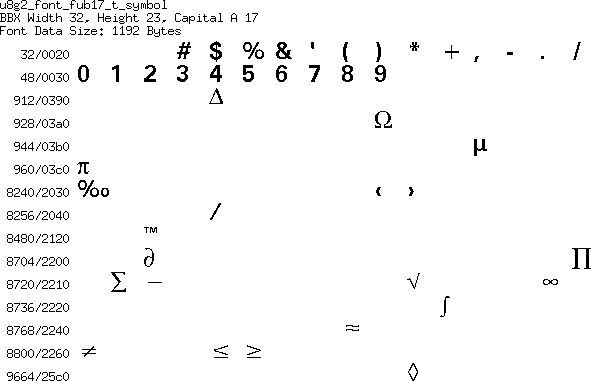 u8g2_font_fub17_t_symbol
BBX Width 32, Height 23, Capital A 17
Font Data Size: 1192 Bytes
32/0020 # $ % & ' ( ) * + , - . /
48/0030 0 1 2 3 4 5 6 7 8 9
912/0390 Δ
928/03a0 Ω
944/03b0 μ
960/03c0 π
8240/2030 ‰ ‹ ›
8256/2040 ⁄
8480/2120 ™
8704/2200 ∂ ∏
8720/2210 ∑ − √ ∞
8736/2220 ∫
8768/2240 ≈
8800/2260 ≠ ≤ ≥
9664/25c0 ◊